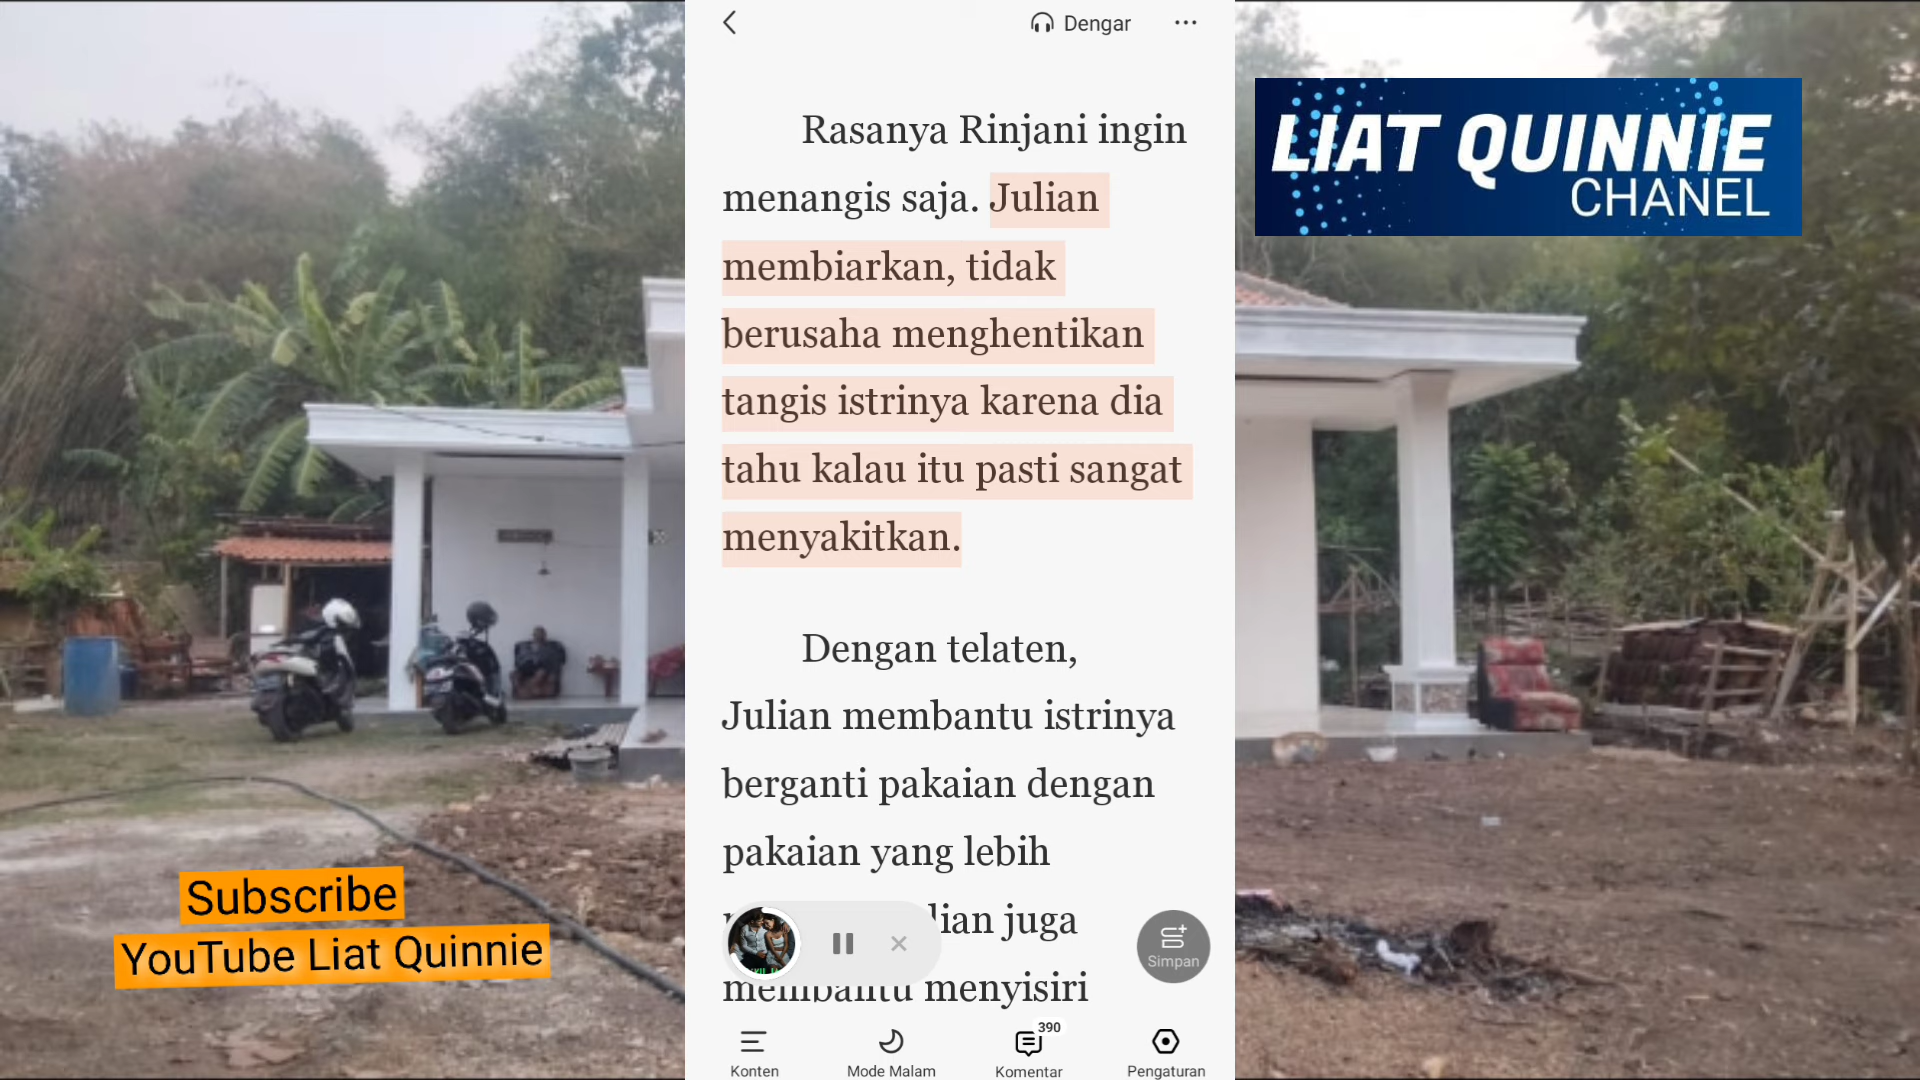 Dengar
Rasanya Rinjani ingin
menangis saja. Julian
membiarkan, tidak
berusaha menghentikan
tangis istrinya karena dia
tahu kalau itu pasti sangat
menyakitkan.
Dengan telaten,
Julian membantu istrinya
berganti pakaian dengan
pakaian yang lebih
lian juga
membantu menyisiri
Simpan
Konten
Mode Malam
390
Komentar
Pengaturan
LIAT QUINNIE
CHANEL
Subscribe
YouTube Liat Quinnie